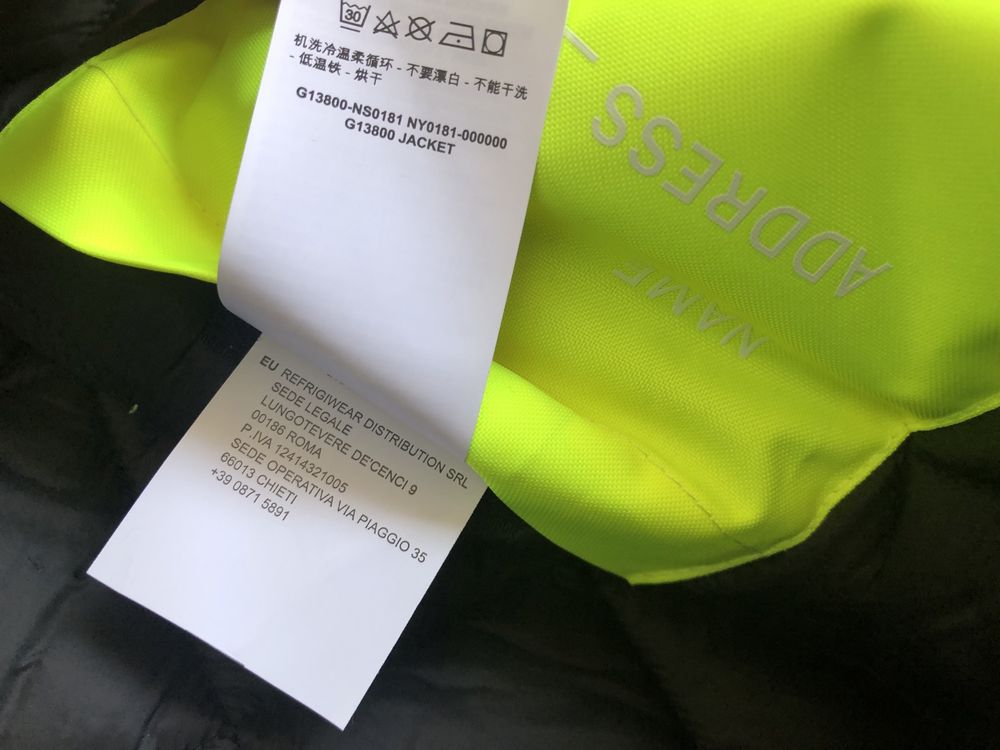 30
机洗冷温柔循环 - 不要漂白 - 不能干洗
- 低温铁 - 烘干
G13800-NS0181 NY0181-000000
G13800 JACKET
EU REFRIGIWEAR DISTRIBUTION SRL
SEDE LEGALE
LUNGOTEVERE DE'CENCI 9
00186 ROMA
P.IVA 12414321005
SEDE OPERATIVA VIA PIAGGIO 35
66013 CHIETI
+39 0871 5891
NAME
ADDRESS